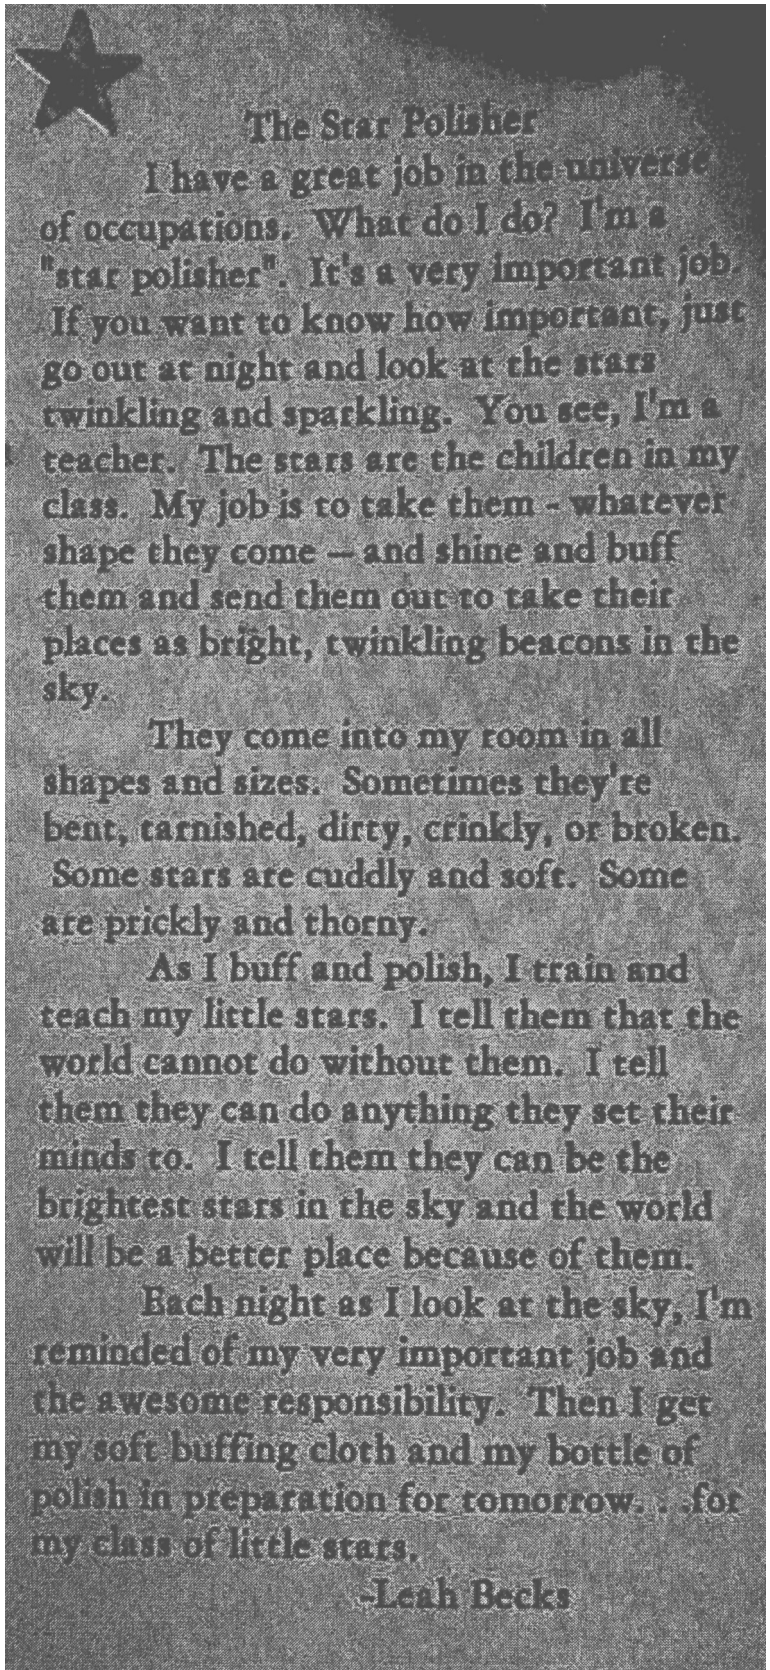 The Star Polisher
I have a great job in the universe
of occupations. What do I do? I'm a
"star polisher". It's a very important job.
If you want to know how important, just
go out at night and look at the stars
twinkling and sparkling. You see, I'm a
teacher. The stars are the children in my
class. My job is to take them - whatever
shape they come – and shine and buff
them and send them out to take their
places as bright, twinkling beacons in the
sky.
They come into my room in all
shapes and sizes. Sometimes they're
bent, tarnished, dirty, crinkly, or broken.
Some stars are cuddly and soft. Some
are prickly and thorny.
As I buff and polish, I train and
teach my little stars. I tell them that the
world cannot do without them. I tell
them they can do anything they set their
minds to. I tell them they can be the
brightest stars in the sky and the world
will be a better place because of them.
Each night as I look at the sky, I'm
reminded of my very important job and
the awesome responsibility. Then I get
my soft buffing cloth and my bottle of
polish in preparation for tomorrow. . .for
my class of little stars.
-Leah Becks